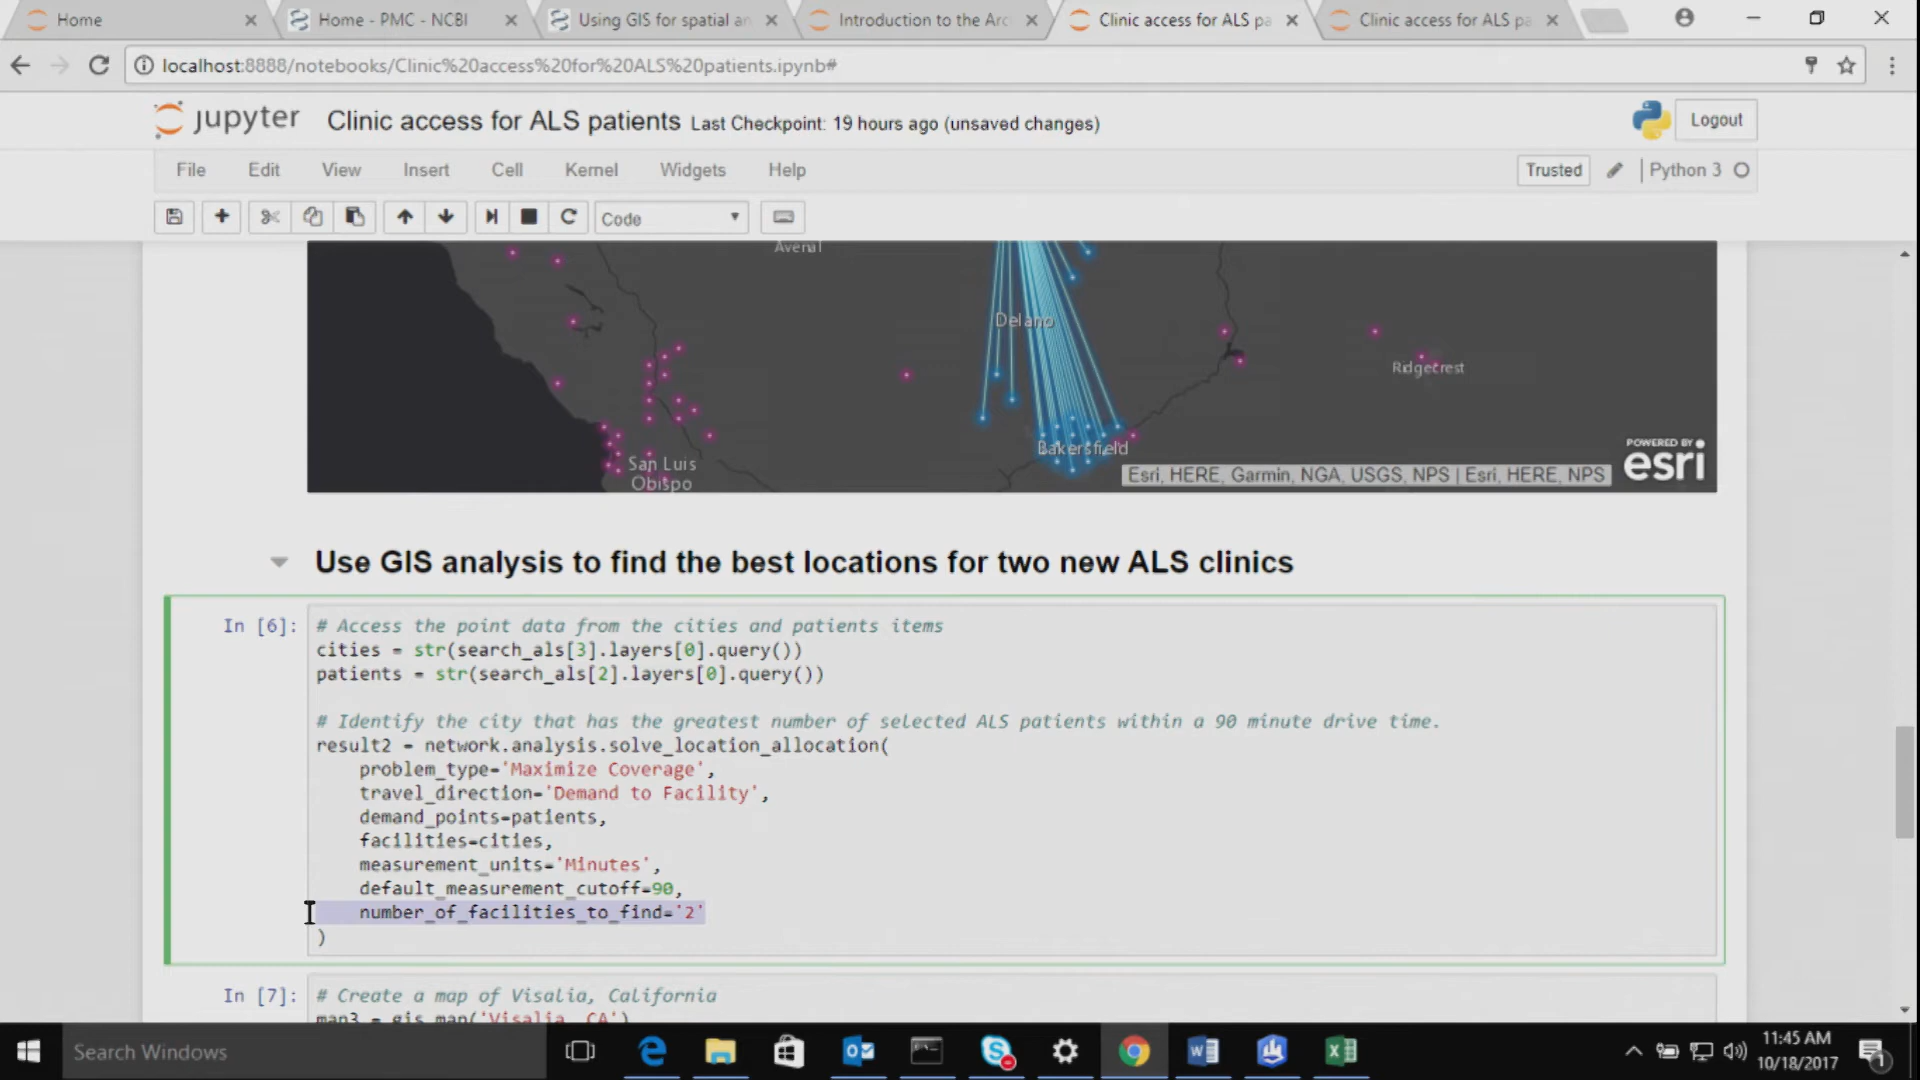 Home
Home - PMC - NCBI
Using GIS for spatial an
Introduction to the Arc
Clinic access for ALS pa
Clinic access for ALS pa
localhost:8888/notebooks/Clinic%20access%20for%20ALS%20patients.ipynb#
jupyter
Clinic access for ALS patients Last Checkpoint: 19 hours ago (unsaved changes)
Logout
File Edit View Insert Cell Kernel Widgets Help
Trusted
Python 3
Code
Avenal
Delano
Ridgecrest
Bakersfield
San Luis
Obispo
POWERED BY
esri
Esri, HERE, Garmin, NGA, USGS, NPS | Esri, HERE, NPS
Use GIS analysis to find the best locations for two new ALS clinics
In [6]:
# Access the point data from the cities and patients items
cities = str(search_als[3].layers[0].query())
patients = str(search_als[2].layers[0].query())
# Identify the city that has the greatest number of selected ALS patients within a 90 minute drive time.
result2 = network.analysis.solve_location_allocation(
problem_type='Maximize Coverage',
travel_direction='Demand to Facility',
demand_points=patients,
facilities=cities,
measurement_units='Minutes',
default_measurement_cutoff=90,
number_of_facilities_to_find='2'
)
In [7]:
# Create a map of Visalia, California
map3 = gis.map('Visalia, CA')
Search Windows
11:45 AM
10/18/2017
1